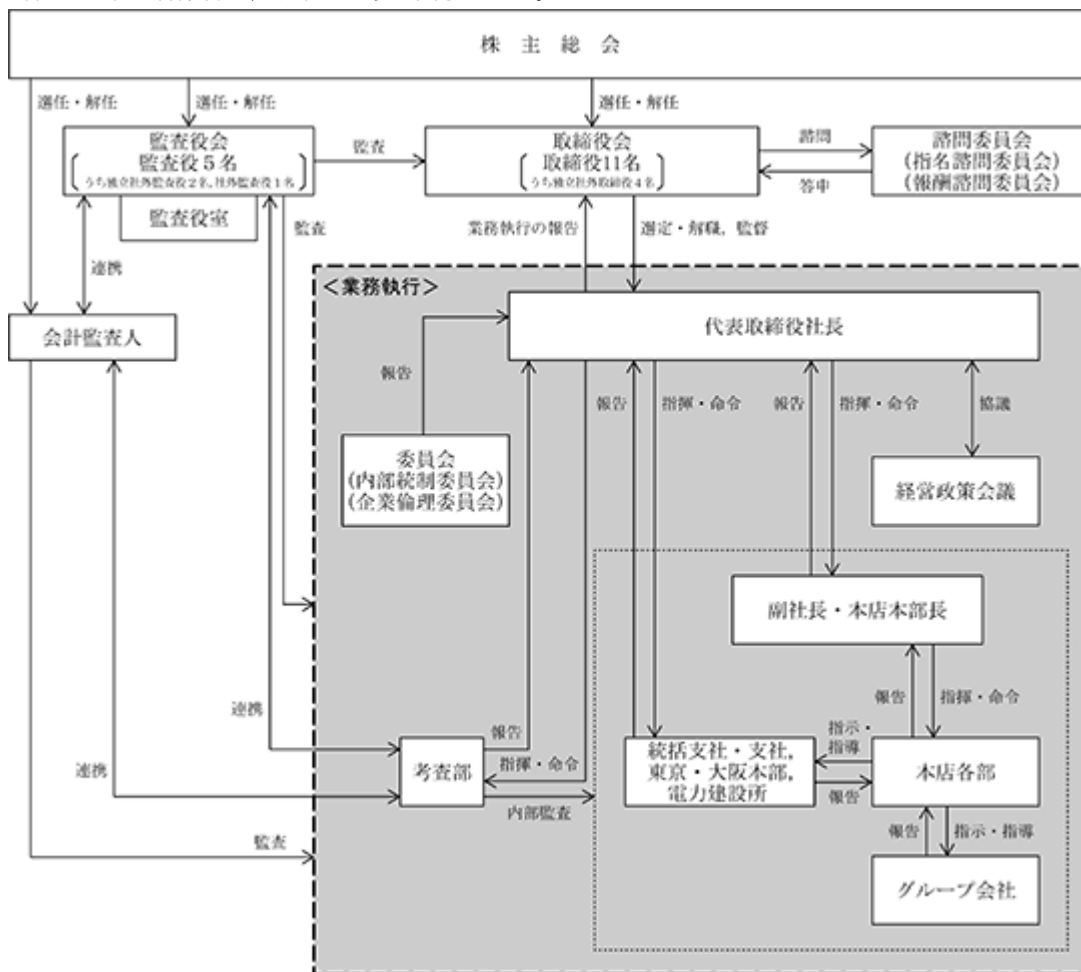 株主総会
選任・解任
選任・解任
選任・解任
監査役会
監査役5名
うち独立社外監査役2名,社外監査役1名
監査役室
監査
取締役会
取締役11名
うち独立社外取締役4名
諮問
答申
諮問委員会
(指名諮問委員会)
(報酬諮問委員会)
連携
監査
業務執行の報告
選定・解職,監督
<業務執行>
会計監査人
代表取締役社長
報告
報告
指揮・命令
報告
指揮・命令
協議
委員会
(内部統制委員会)
(企業倫理委員会)
経営政策会議
副社長・本店本部長
報告
指揮・命令
連携
連携
報告
指揮・命令
考査部
内部監査
統括支社・支社,
東京・大阪本部,
電力建設所
指示・
指導
報告
本店各部
報告
指示・指導
監査
グループ会社